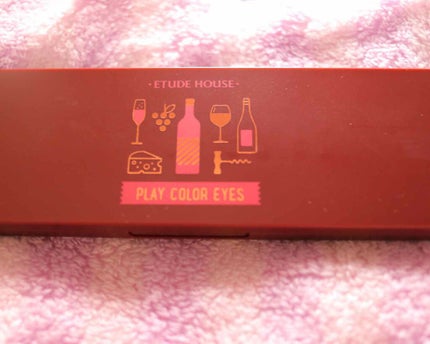 · ETUDE HOUSE ·
PLAY COLOR EYES